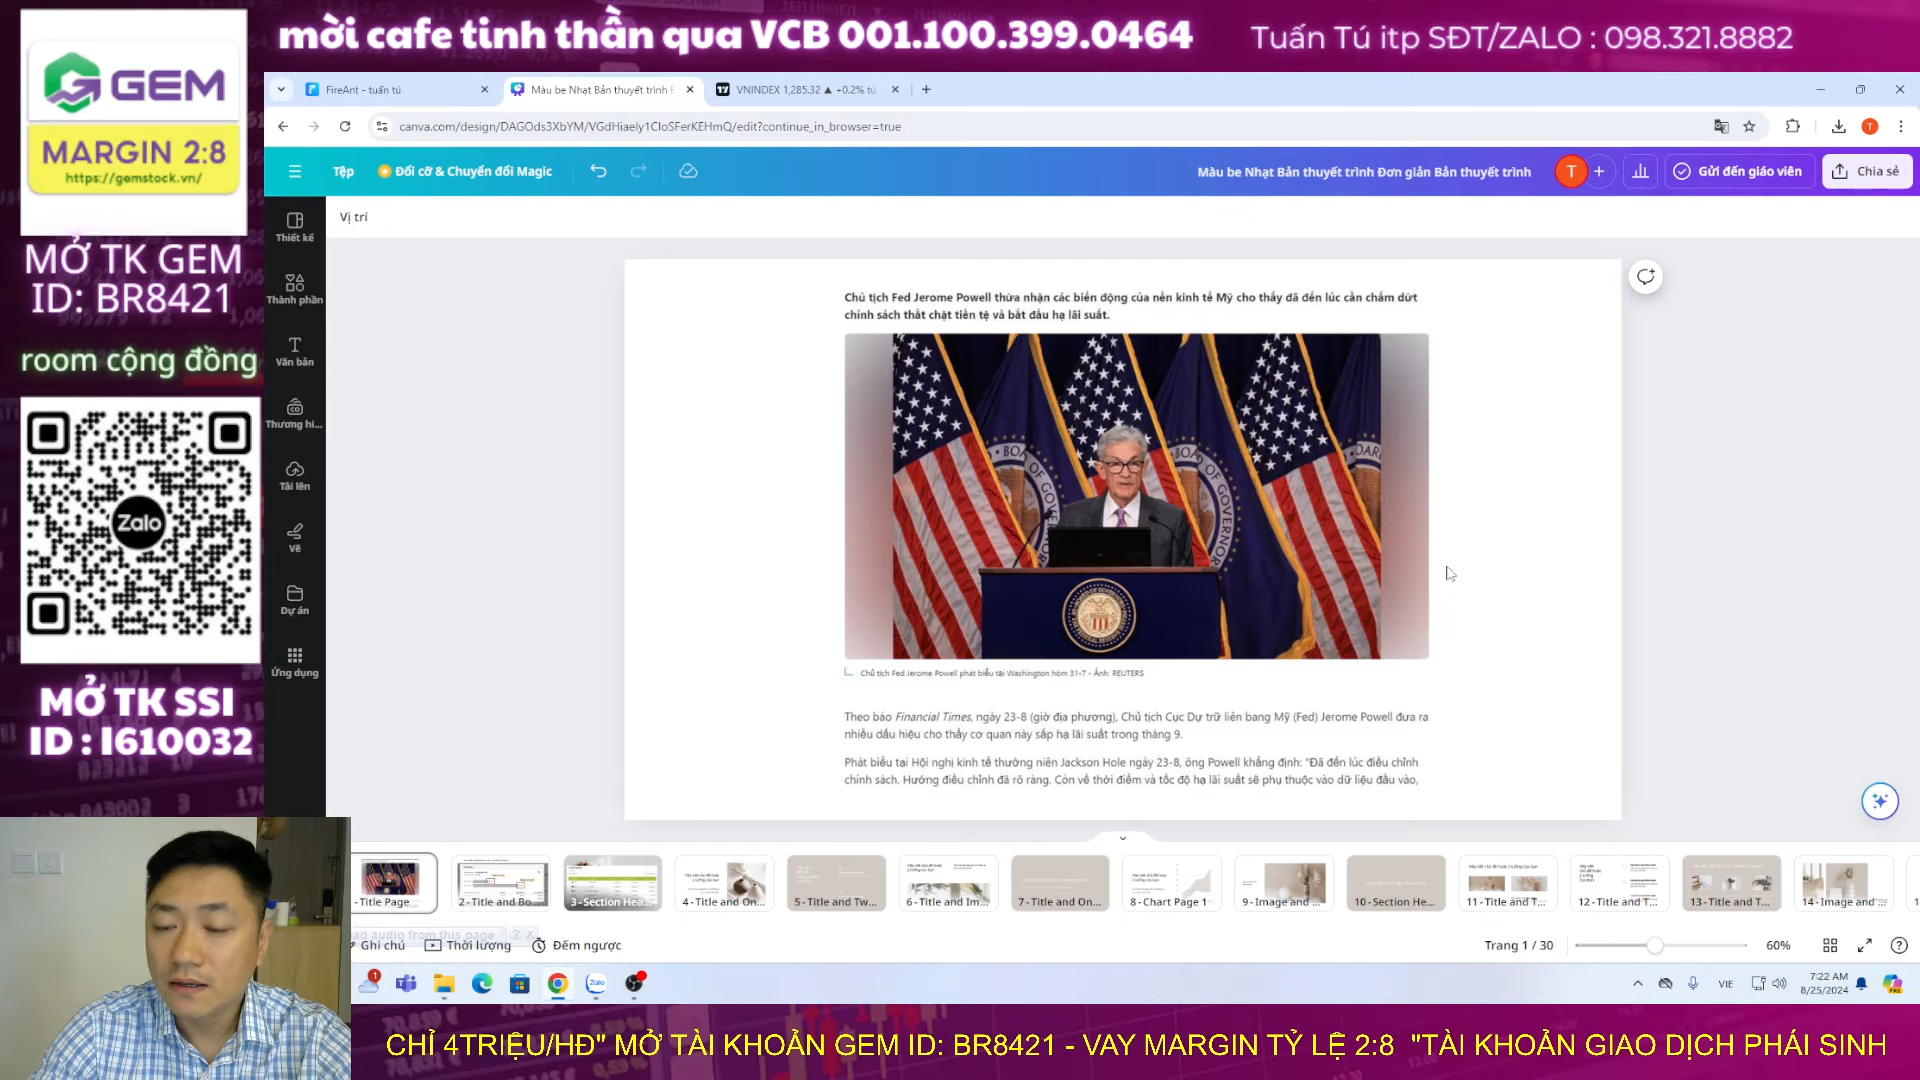 mời cafe tinh thần qua VCB 001.100.399.0464
Tuấn Tú itp SĐT/ZALO : 098.321.8882
GEM
MARGIN 2:8
https://gemstock.vn/
MỞ TK GEM
ID: BR8421
room cộng đồng
Zalo
MỞ TK SSI
ID : I610032
FireAnt - tuấn tú
Màu be Nhạt Bản thuyết trình
VNINDEX 1,285.32 ▲ +0.2% tu
canva.com/design/DAGOds3XbYM/VGdHiaely1CIoSFerKEHmQ/edit?continue_in_browser=true
Tệp
Đổi cỡ & Chuyển đổi Magic
Màu be Nhạt Bản thuyết trình Đơn giản Bản thuyết trình
T
Gửi đến giáo viên
Chia sẻ
Vị trí
Thiết kế
Thành phần
Văn bản
Thương hi...
Tải lên
Vẽ
Dự án
Ứng dụng
Chủ tịch Fed Jerome Powell thừa nhận các biến động của nền kinh tế Mỹ cho thấy đã đến lúc cần chấm dứt
chính sách thắt chặt tiền tệ và bắt đầu hạ lãi suất.
Chủ tịch Fed Jerome Powell phát biểu tại Washington hôm 31-7 - Ảnh: REUTERS
Theo báo Financial Times, ngày 23-8 (giờ địa phương), Chủ tịch Cục Dự trữ liên bang Mỹ (Fed) Jerome Powell đưa ra
nhiều dấu hiệu cho thấy cơ quan này sắp hạ lãi suất trong tháng 9.
Phát biểu tại Hội nghị kinh tế thường niên Jackson Hole ngày 23-8, ông Powell khẳng định: "Đã đến lúc điều chỉnh
chính sách. Hướng điều chỉnh đã rõ ràng. Còn về thời điểm và tốc độ hạ lãi suất sẽ phụ thuộc vào dữ liệu đầu vào,
- Title Page
2 - Title and Bo...
3 - Section Hea...
4 - Title and On...
5 - Title and Tw...
6 - Title and Im...
7 - Title and On...
8 - Chart Page 1
9 - Image and ...
10 - Section He...
11 - Title and T...
12 - Title and T...
13 - Title and T...
14 - Image and ...
Ghi chú
Thời lượng
Đếm ngược
Trang 1 / 30
60%
VIE
7:22 AM
8/25/2024
CHỈ 4TRIỆU/HĐ" MỞ TÀI KHOẢN GEM ID: BR8421 - VAY MARGIN TỶ LỆ 2:8 "TÀI KHOẢN GIAO DỊCH PHÁI SINH